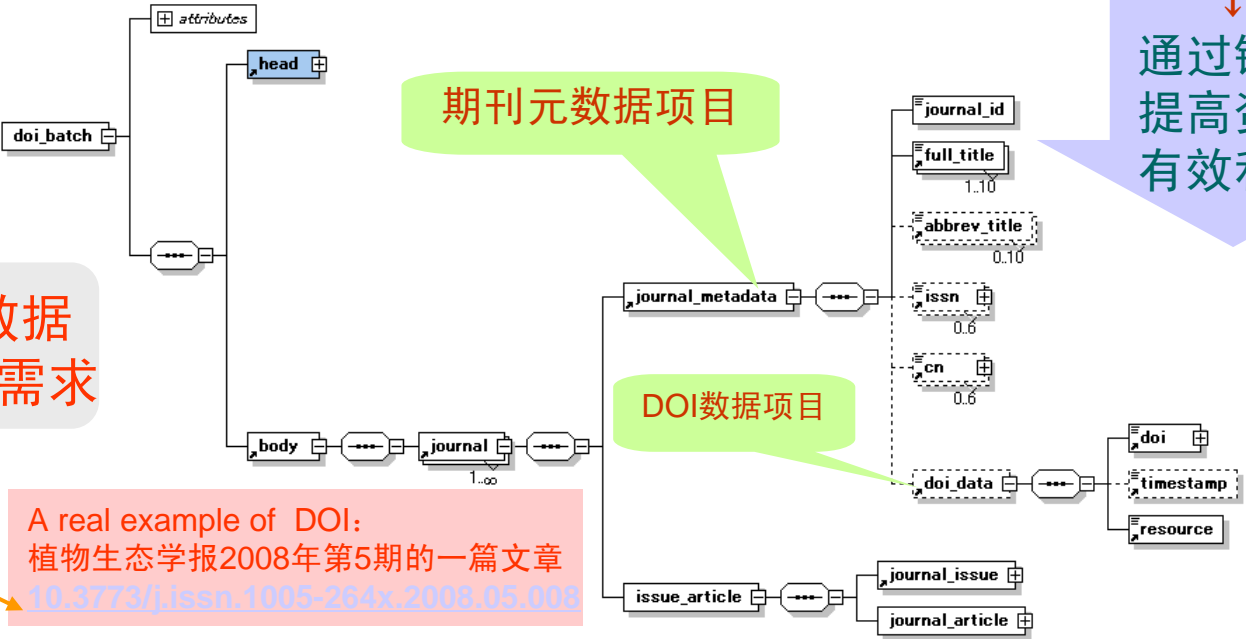 attributes
head
doi_batch
期刊元数据项目
journal_id
full_title
1..10
abbrev_title
0..10
通过
提高
有效
数据
需求
journal_metadata
issn
0..6
cn
0..6
DOI数据项目
body
journal
1..∞
doi_data
doi
timestamp
resource
A real example of DOI：
植物生态学报2008年第5期的一篇文章
10.3773/j.issn.1005-264x.2008.05.008
issue_article
journal_issue
journal_article